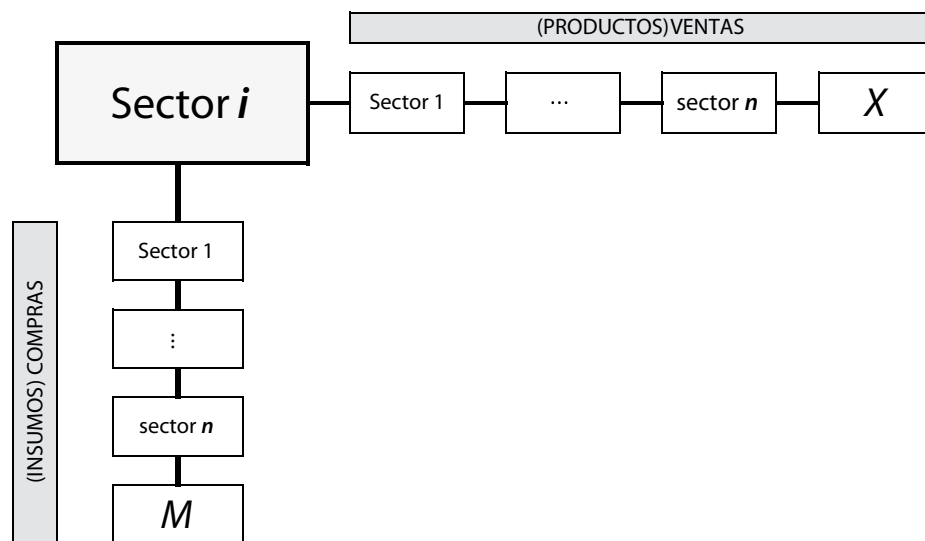 (PRODUCTOS) VENTAS
Sector i
Sector 1
...
sector n
X
(INSUMOS) COMPRAS
Sector 1
⋮
sector n
M